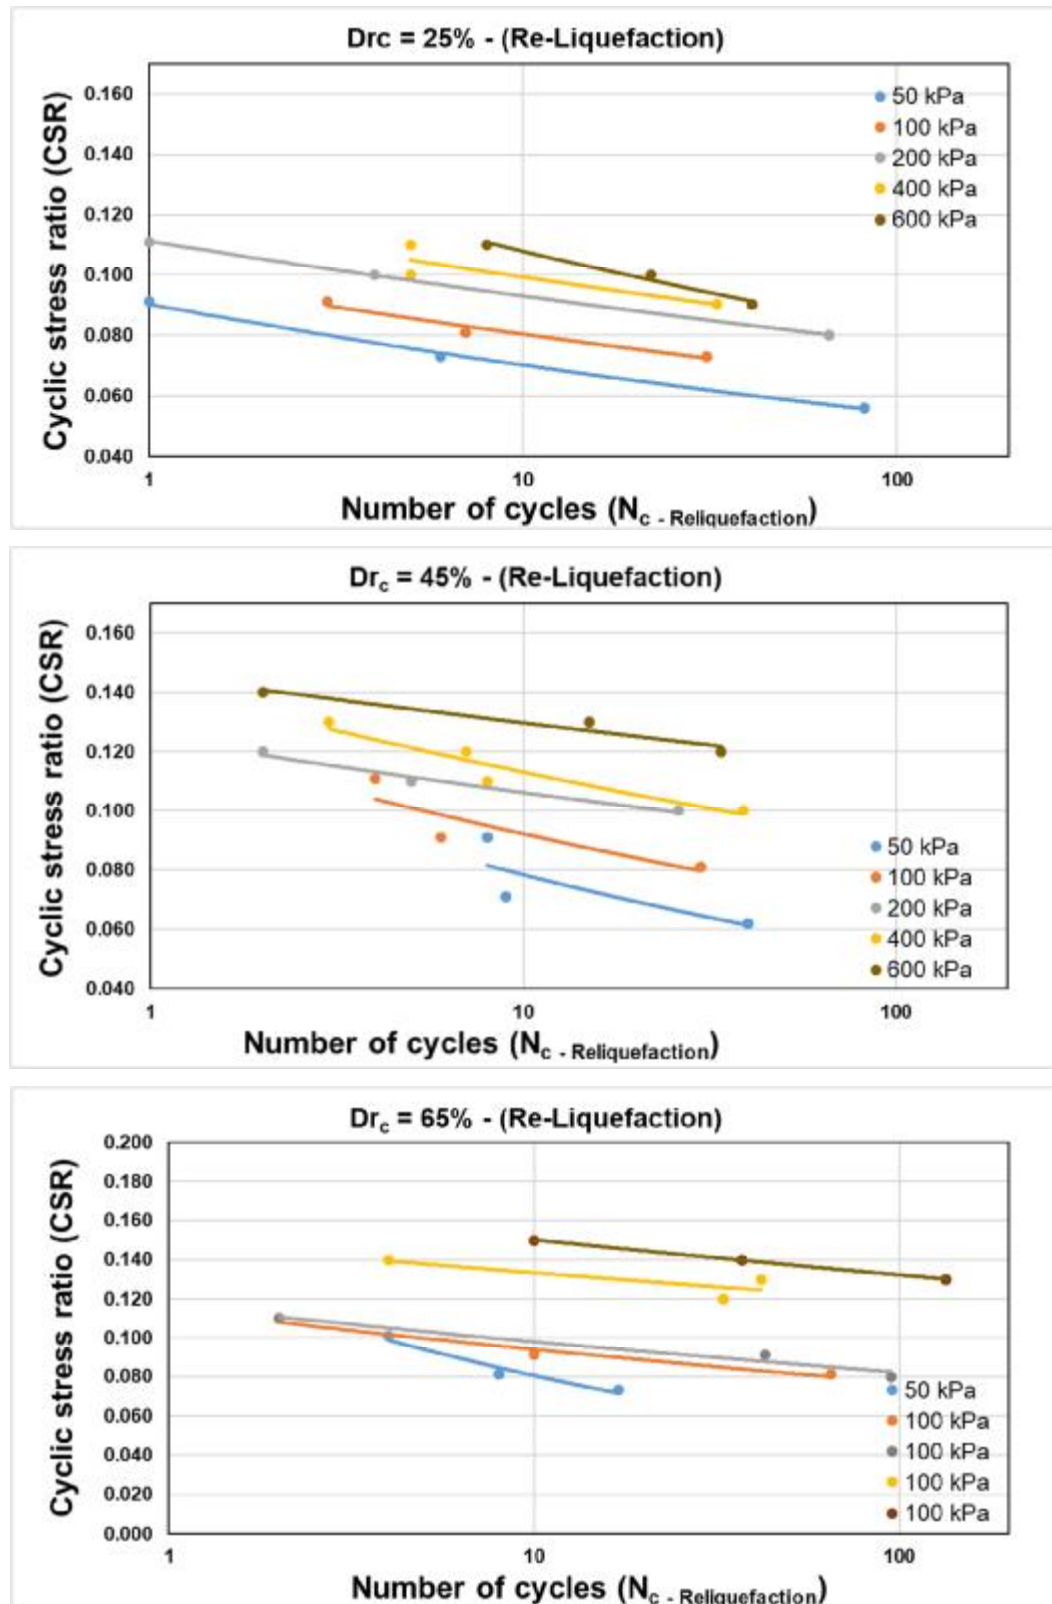 Drc = 25% - (Re-Liquefaction)
Cyclic stress ratio (CSR)
0.160
0.140
0.120
0.100
0.080
0.060
0.040
50 kPa
100 kPa
200 kPa
400 kPa
600 kPa
1 10 100
Number of cycles (Nc - Reliquefaction)
Drc = 45% - (Re-Liquefaction)
Cyclic stress ratio (CSR)
0.160
0.140
0.120
0.100
0.080
0.060
0.040
50 kPa
100 kPa
200 kPa
400 kPa
600 kPa
1 10 100
Number of cycles (Nc - Reliquefaction)
Drc = 65% - (Re-Liquefaction)
Cyclic stress ratio (CSR)
0.200
0.180
0.160
0.140
0.120
0.100
0.080
0.060
0.040
0.020
0.000
50 kPa
100 kPa
100 kPa
100 kPa
100 kPa
1 10 100
Number of cycles (Nc - Reliquefaction)